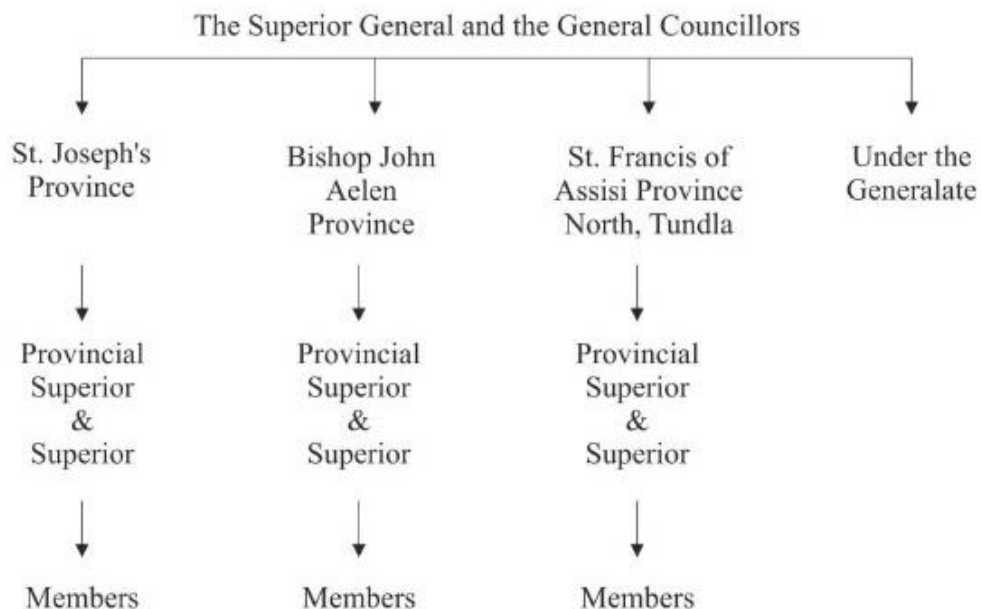 The Superior General and the General Councillors
St. Joseph's
Province
Bishop John
Aelen
Province
St. Francis of
Assisi Province
North, Tundla
Under the
Generalate
Provincial
Superior
&
Superior
Provincial
Superior
&
Superior
Provincial
Superior
&
Superior
Members
Members
Members